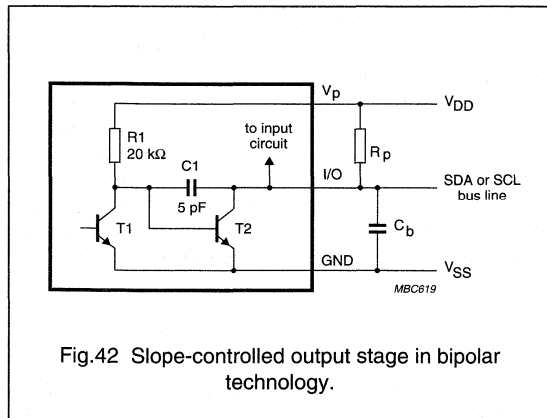 Vp
VDD
R1
20 kΩ
to input
circuit
Rp
C1
I/O
SDA or SCL
bus line
5 pF
T1
T2
Cb
GND
VSS
MBC619
Fig.42 Slope-controlled output stage in bipolar
technology.